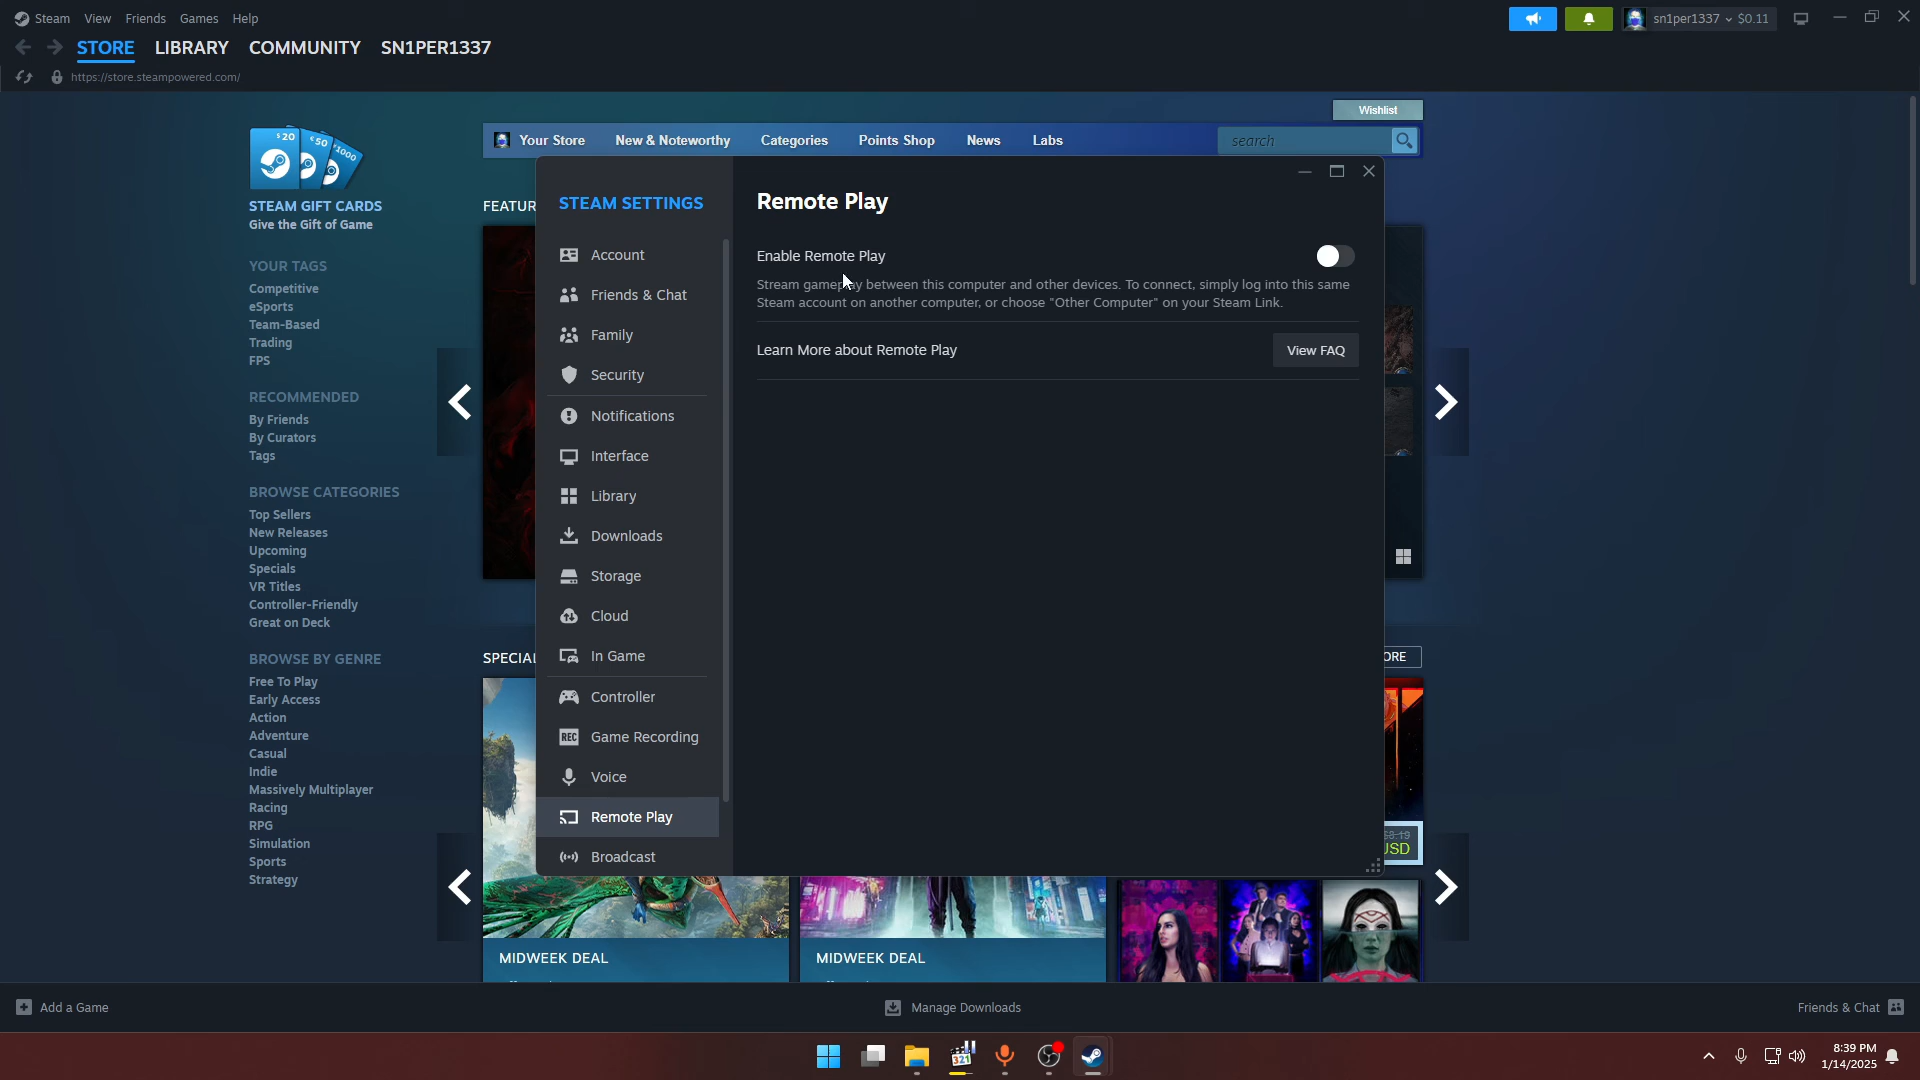 Steam View Friends Games Help
sn1per1337 $0.11
STORE LIBRARY COMMUNITY SN1PER1337
https://store.steampowered.com/
Wishlist
Your Store New & Noteworthy Categories Points Shop News Labs
search
$20 €50 ¥1000
STEAM GIFT CARDS
Give the Gift of Game
YOUR TAGS
Competitive
eSports
Team-Based
Trading
FPS
RECOMMENDED
By Friends
By Curators
Tags
BROWSE CATEGORIES
Top Sellers
New Releases
Upcoming
Specials
VR Titles
Controller-Friendly
Great on Deck
BROWSE BY GENRE
Free To Play
Early Access
Action
Adventure
Casual
Indie
Massively Multiplayer
Racing
RPG
Simulation
Sports
Strategy
FEATUR
SPECIAL
STEAM SETTINGS
Account
Friends & Chat
Family
Security
Notifications
Interface
Library
Downloads
Storage
Cloud
In Game
Controller
REC Game Recording
Voice
Remote Play
Broadcast
Remote Play
Enable Remote Play
Stream gameplay between this computer and other devices. To connect, simply log into this same
Steam account on another computer, or choose "Other Computer" on your Steam Link.
Learn More about Remote Play View FAQ
ORE
USD
MIDWEEK DEAL
MIDWEEK DEAL
Add a Game
Manage Downloads
Friends & Chat
321
8:39 PM
1/14/2025